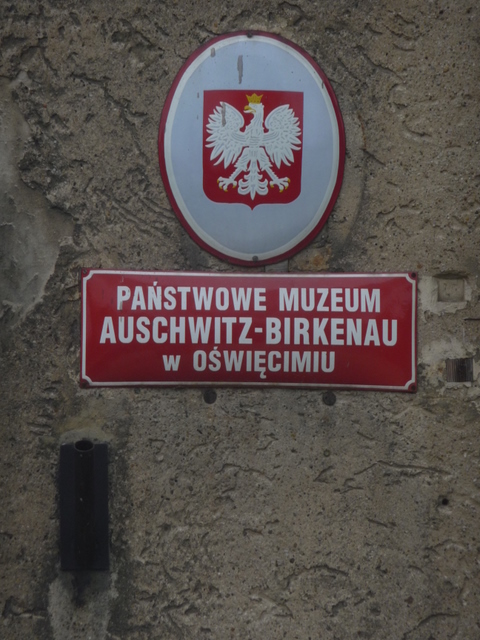 PAŃSTWOWE MUZEUM
AUSCHWITZ-BIRKENAU
w OŚWIĘCIMIU